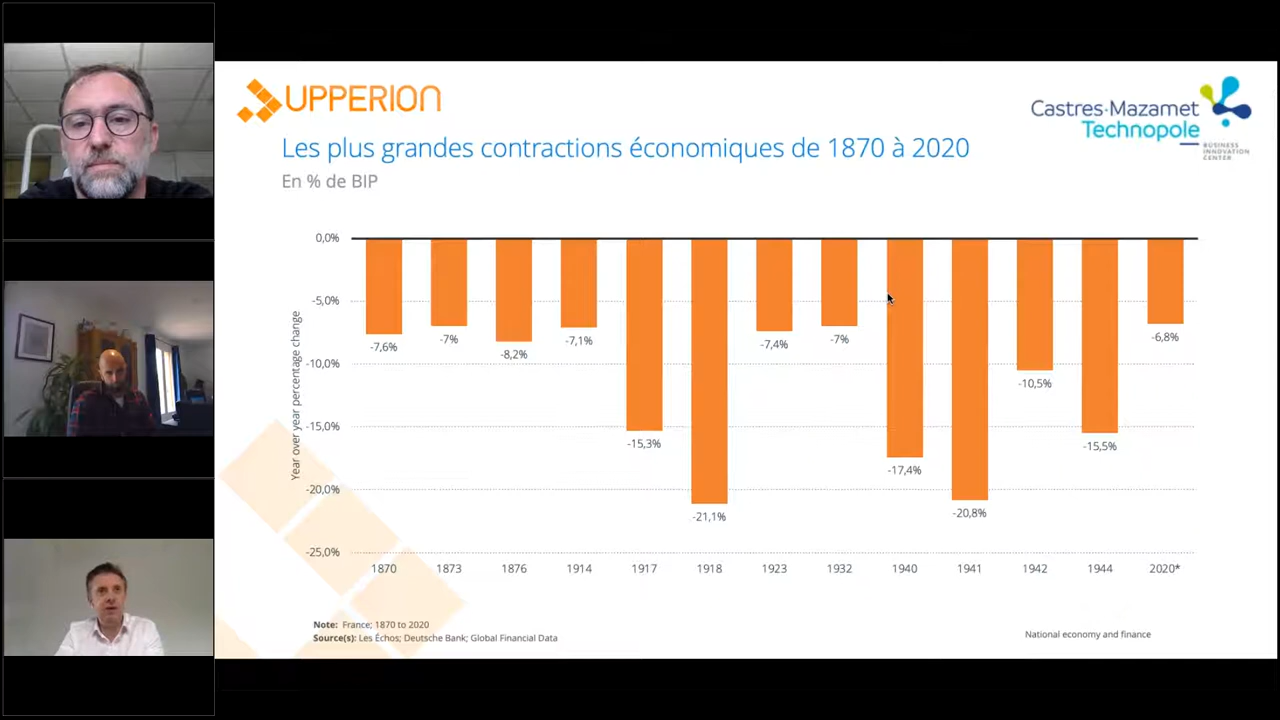 UPPERION
Castres·Mazamet
Technopole
BUSINESS
INNOVATION
CENTER
Les plus grandes contractions économiques de 1870 à 2020
En % de BIP
Year over year percentage change
0,0%
-5,0%
-10,0%
-15,0%
-20,0%
-25,0%
-7,6%
-7%
-8,2%
-7,1%
-15,3%
-21,1%
-7,4%
-7%
-17,4%
-20,8%
-10,5%
-15,5%
-6,8%
1870 1873 1876 1914 1917 1918 1923 1932 1940 1941 1942 1944 2020*
Note: France; 1870 to 2020
Source(s): Les Échos; Deutsche Bank; Global Financial Data
National economy and finance